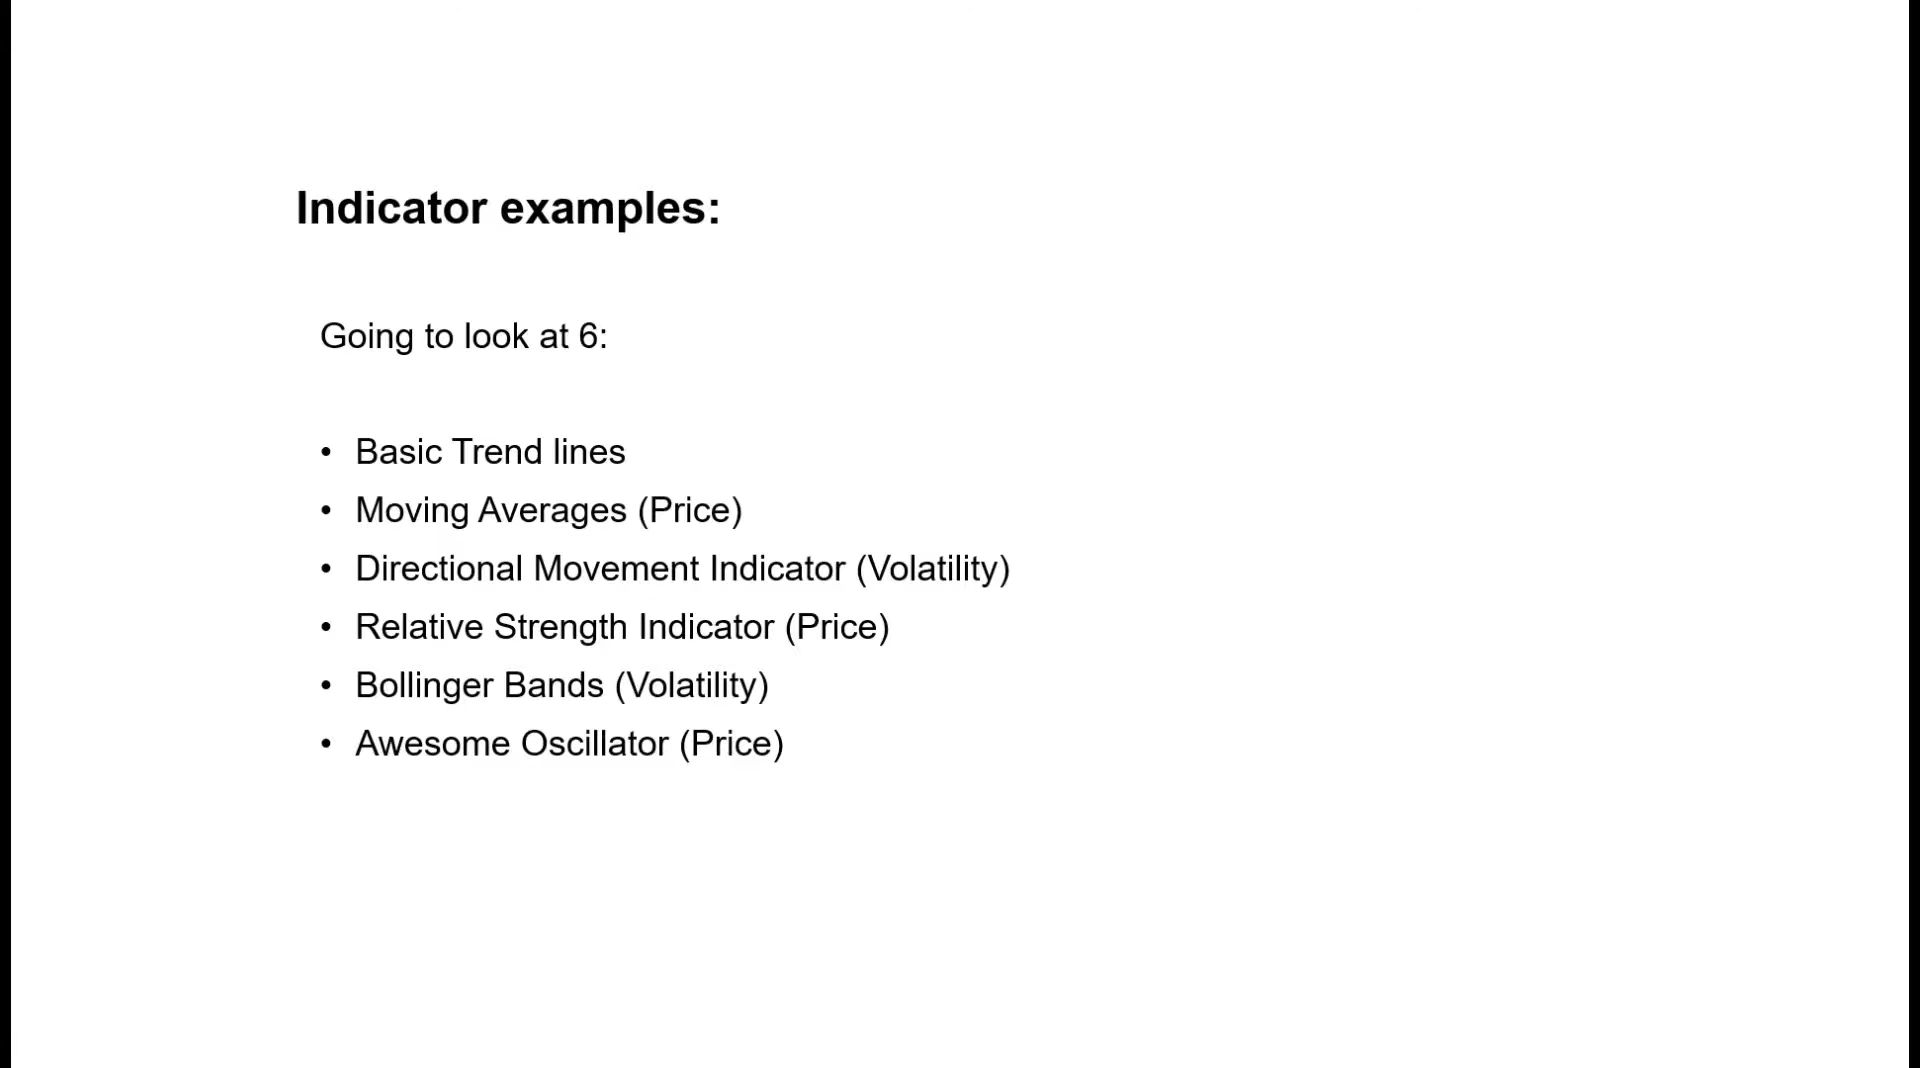 Indicator examples:
Going to look at 6:
• Basic Trend lines
• Moving Averages (Price)
• Directional Movement Indicator (Volatility)
• Relative Strength Indicator (Price)
• Bollinger Bands (Volatility)
• Awesome Oscillator (Price)